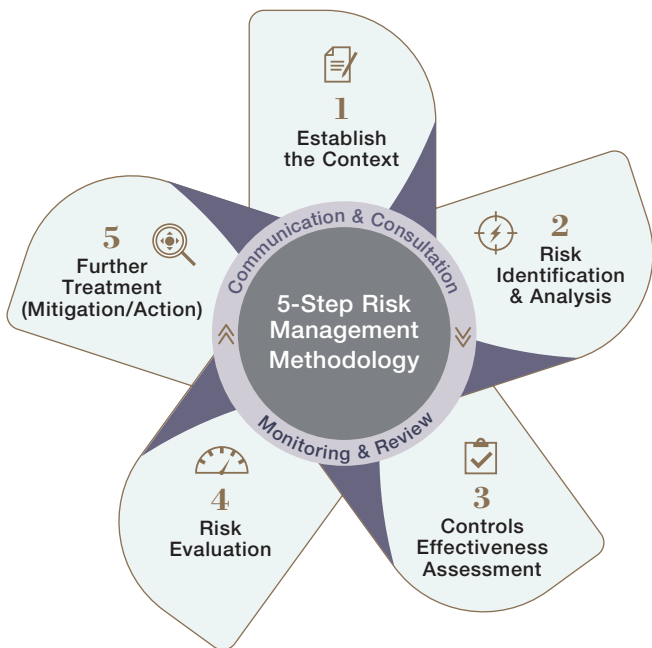 1
Establish
the Context
2
Risk
Identification
& Analysis
3
Controls
Effectiveness
Assessment
4
Risk
Evaluation
5
Further
Treatment
(Mitigation/Action)
Communication & Consultation
5-Step Risk
Management
Methodology
Monitoring & Review